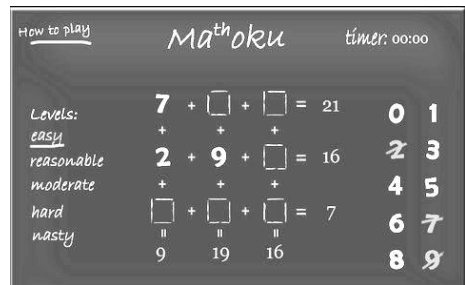 How to play Mathoku timer: 00:00
Levels:
easy
reasonable
moderate
hard
nasty
7 + □ + □ = 21
+ + +
2 + 9 + □ = 16
+ + +
□ + □ + □ = 7
= = =
9 19 16
0 1
2 3
4 5
6 7
8 9